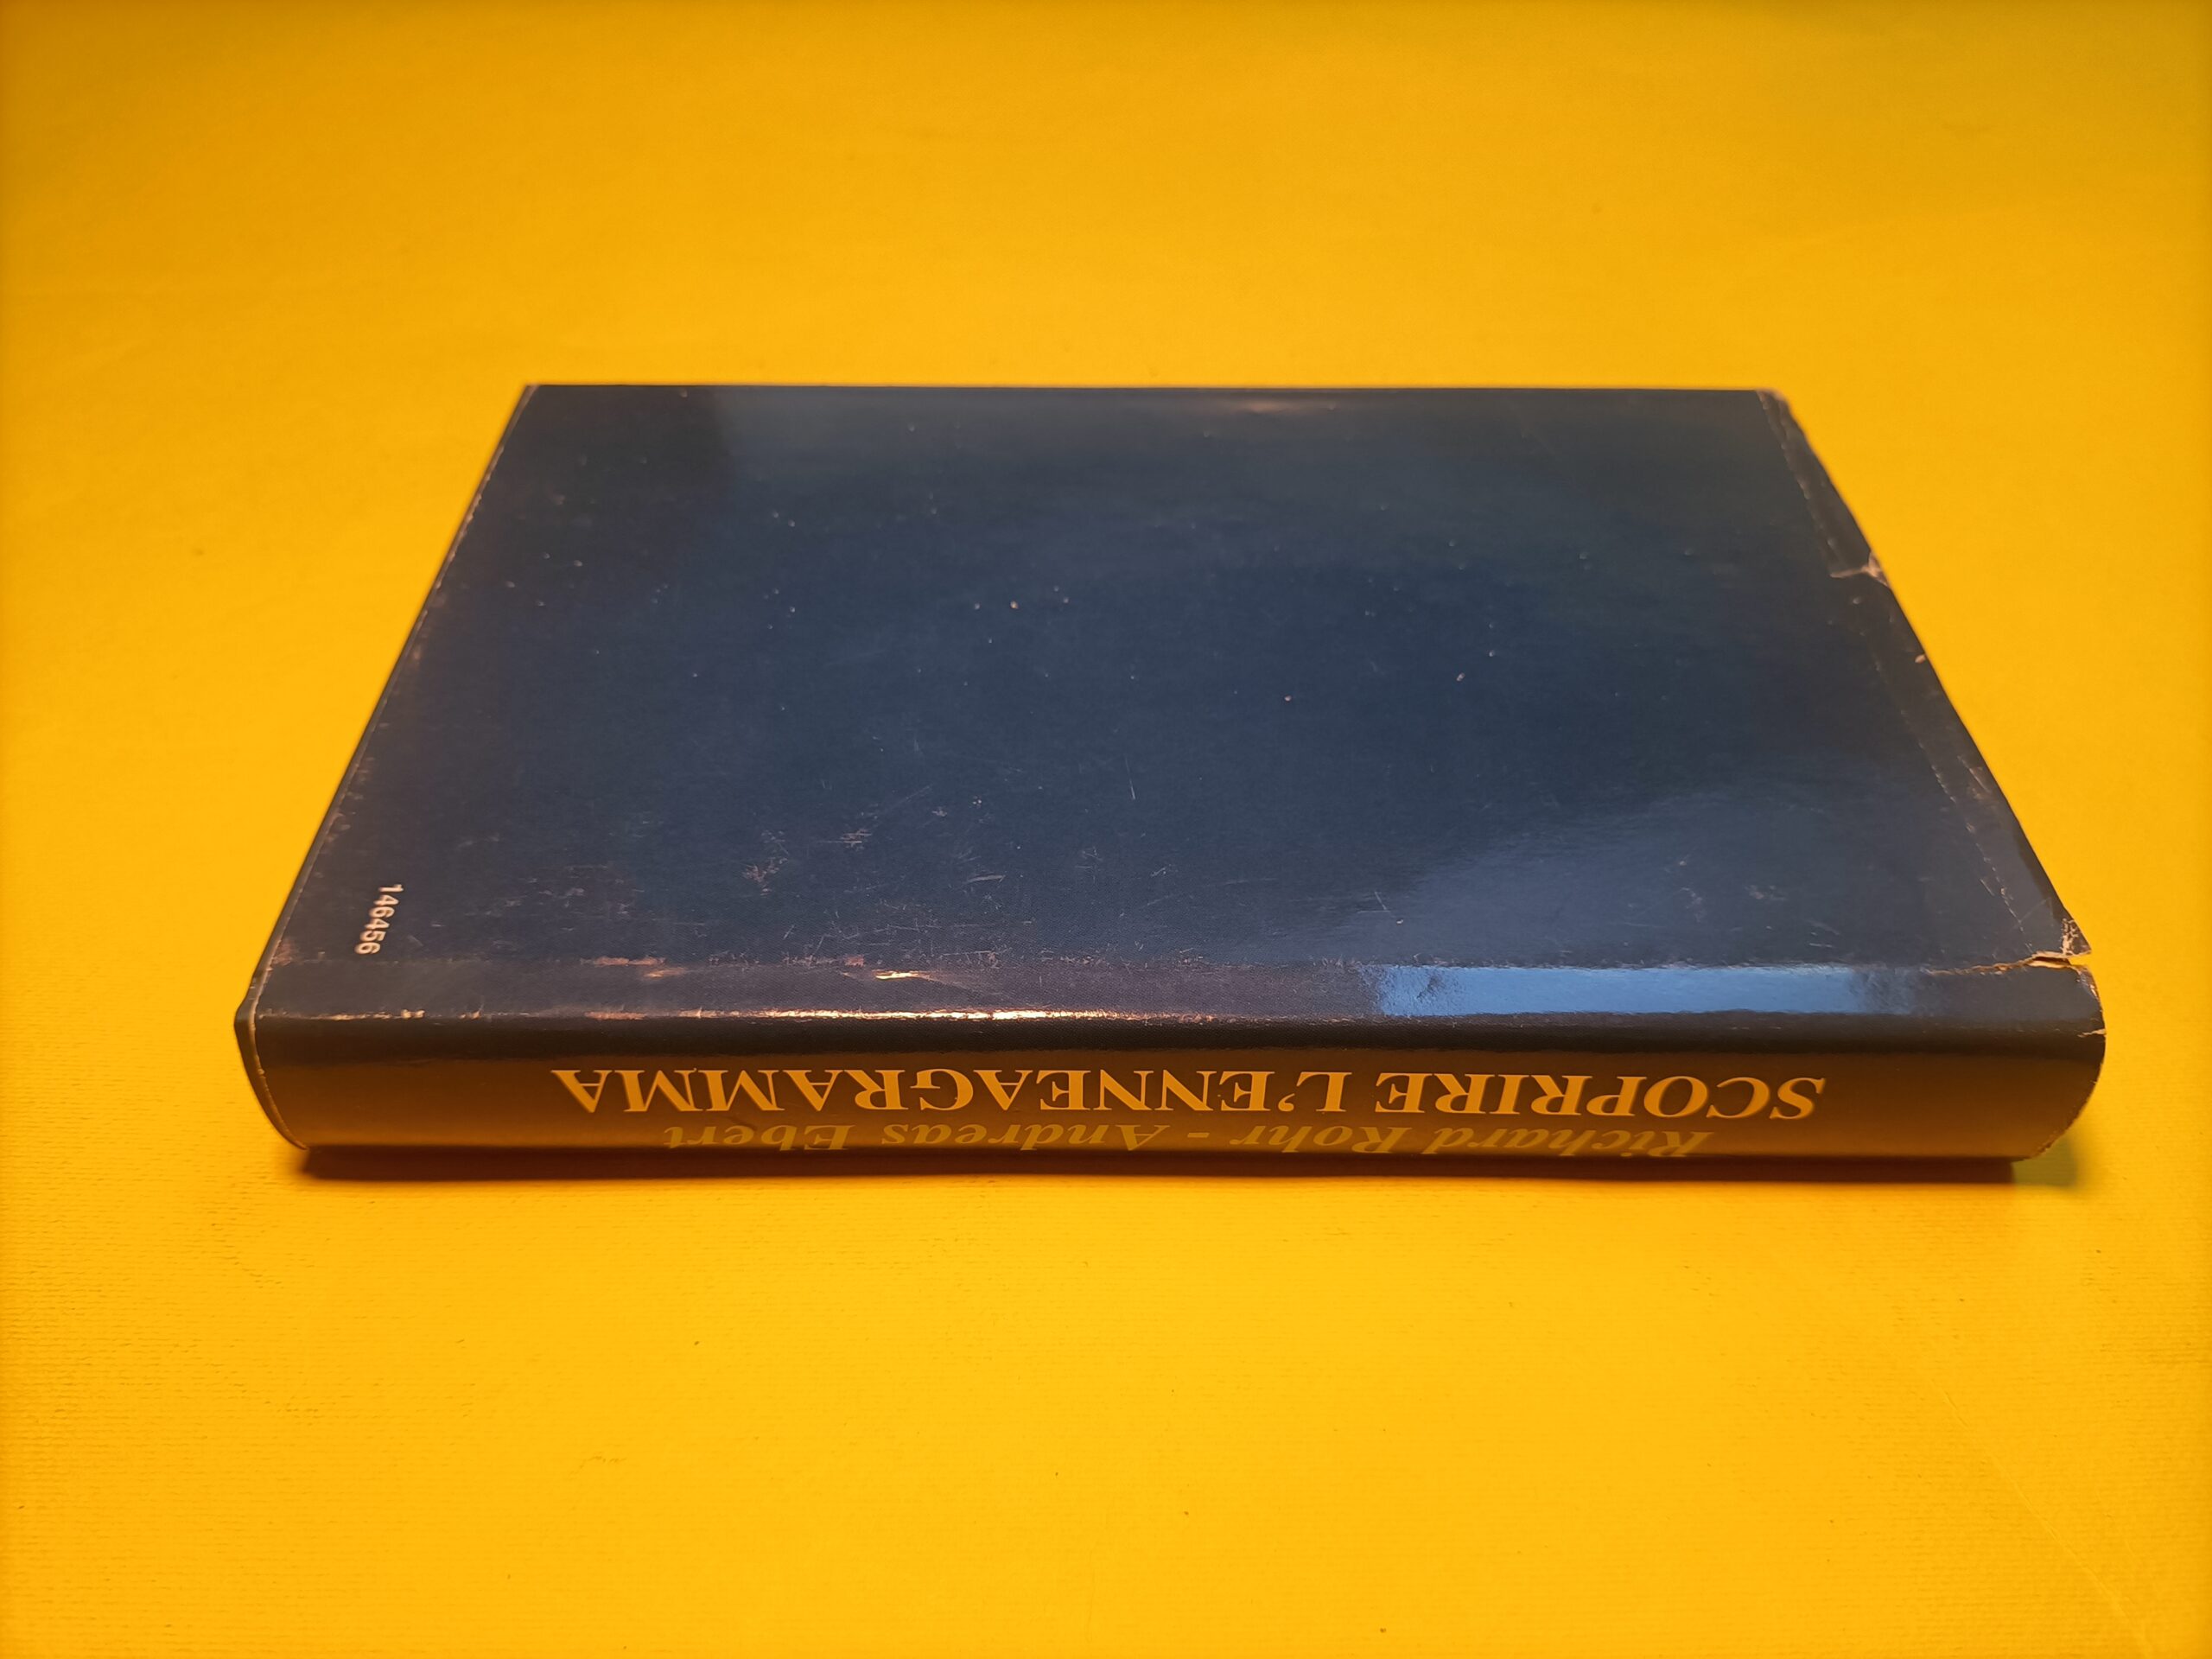 Richard Rohr - Andreas Ebert
SCOPRIRE L'ENNEAGRAMMA
146456